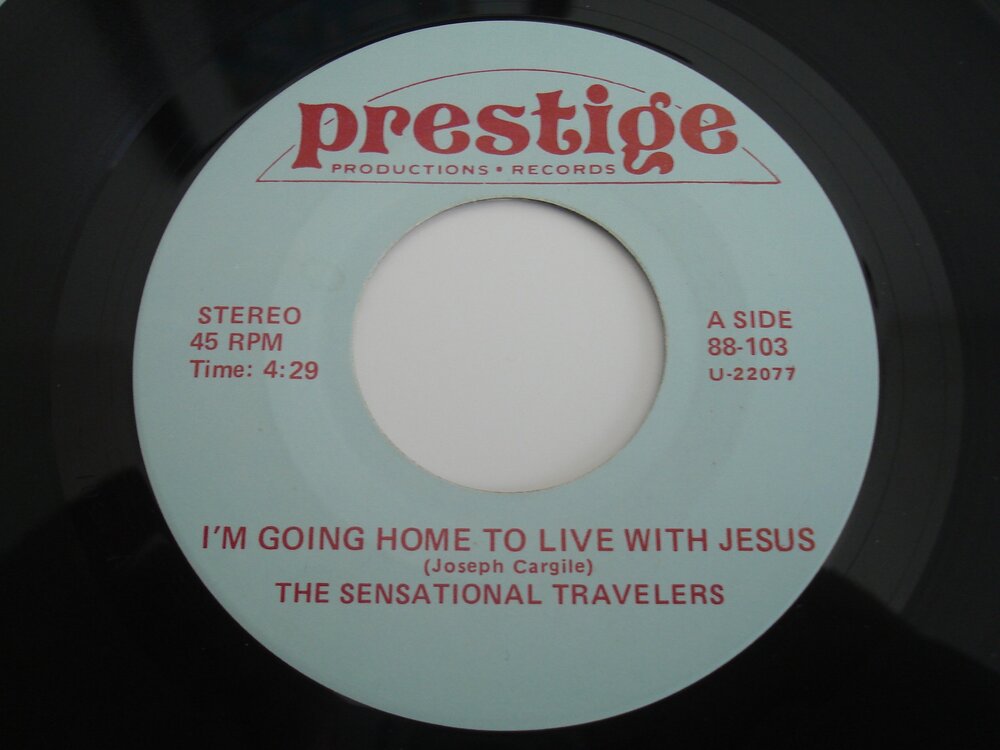 prestige
PRODUCTIONS • RECORDS
STEREO
45 RPM
Time: 4:29
A SIDE
88-103
U-22077
I'M GOING HOME TO LIVE WITH JESUS
(Joseph Cargile)
THE SENSATIONAL TRAVELERS